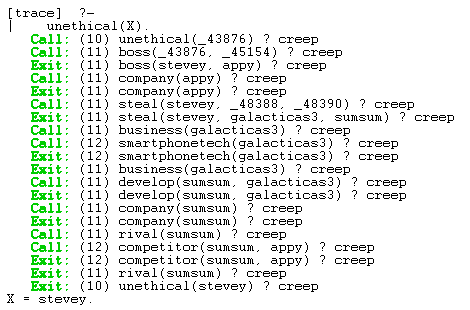 [trace]  ?-
|    unethical(X).
   Call: (10) unethical(_43876) ? creep
   Call: (11) boss(_43876, _45154) ? creep
   Exit: (11) boss(stevey, appy) ? creep
   Call: (11) company(appy) ? creep
   Exit: (11) company(appy) ? creep
   Call: (11) steal(stevey, _48388, _48390) ? creep
   Exit: (11) steal(stevey, galacticas3, sumsum) ? creep
   Call: (11) business(galacticas3) ? creep
   Call: (12) smartphonetech(galacticas3) ? creep
   Exit: (12) smartphonetech(galacticas3) ? creep
   Exit: (11) business(galacticas3) ? creep
   Call: (11) develop(sumsum, galacticas3) ? creep
   Exit: (11) develop(sumsum, galacticas3) ? creep
   Call: (11) company(sumsum) ? creep
   Exit: (11) company(sumsum) ? creep
   Call: (11) rival(sumsum) ? creep
   Call: (12) competitor(sumsum, appy) ? creep
   Exit: (12) competitor(sumsum, appy) ? creep
   Exit: (11) rival(sumsum) ? creep
   Exit: (10) unethical(stevey) ? creep
X = stevey.